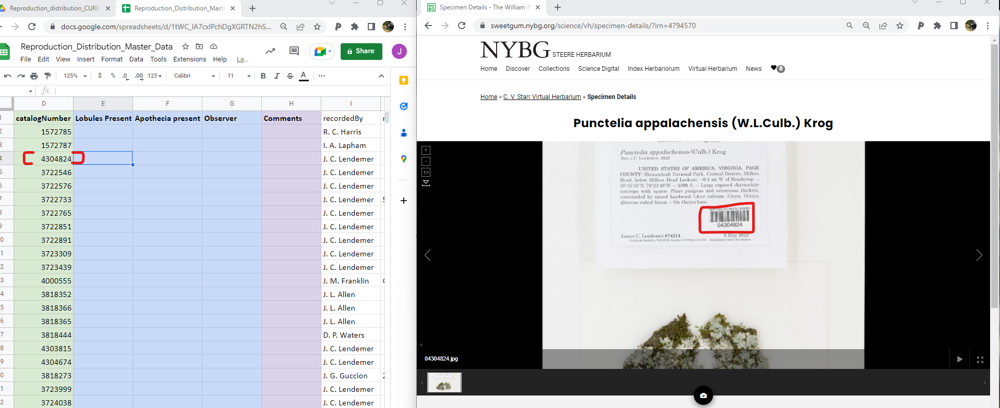 Reproduction_distribution_CURE
Reproduction_Distribution_Maste
docs.google.com/spreadsheets/d/1tWC_IA7cxlPchDgXGRTN2hS...
Reproduction_Distribution_Master_Data
File Edit View Insert Format Data Tools Extensions Help La...
Share
J
125% $ % .0 .00 123 Calibri 11 B I S A ...
fx
D E F G H I
catalogNumber Lobules Present Apothecia present Observer Comments recordedBy
1572785 R. C. Harris
1572787 I. A. Lapham
4304824 J. C. Lendemer
3722546 J. C. Lendemer
3722576 J. C. Lendemer
3722733 J. C. Lendemer 5
3722765 J. C. Lendemer
3722851 J. C. Lendemer
3722891 J. C. Lendemer
3723309 J. C. Lendemer
3723439 J. C. Lendemer
4000555 J. M. Franklin
3818352 J. L. Allen
3818366 J. L. Allen
3818365 J. L. Allen
3818444 D. P. Waters
4303815 J. C. Lendemer
4304674 J. C. Lendemer
3818273 J. G. Guccion 2
3723999 J. C. Lendemer
3724038 J. C. Lendemer
NY
BG
Specimen Details - The William &
sweetgum.nybg.org/science/vh/specimen-details/?irn=4794570
NYBG STEERE HERBARIUM
Home Discover Collections Science Digital Index Herbariorum Virtual Herbarium News 0
Home » C. V. Starr Virtual Herbarium » Specimen Details
Punctelia appalachensis (W.L.Culb.) Krog
Punctelia appalachensis (Culb.) Krog
Det. J.C. Lendemer, 2022
UNITED STATES OF AMERICA. VIRGINIA. PAGE
COUNTY: Shenandoah National Park, Central District, Millers
Head, below Millers Head Lookout, ~0.4 mi W of Brushytop. –
38°35'35"N 78°23'40"W – 3390 ft. – Large exposed charnockite
outcrops with sparse Pinus pungens and ericaceous thickets,
surrounded by mixed hardwood (Acer rubrum, Carya, Ostrya,
Quercus rubra) forest. – On Ostrya base.
NEW YORK BOTANICAL GARDEN
04304824
James C. Lendemer #74314 8 May 2022
04304824.jpg